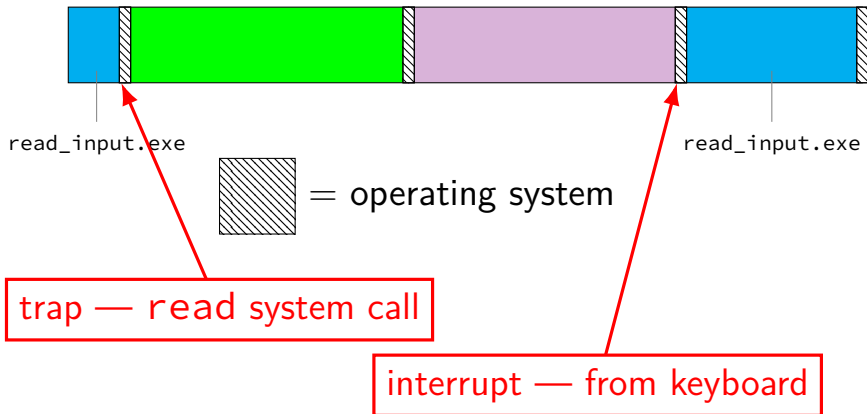 read_input.exe
read_input.exe
= operating system
trap — read system call
interrupt — from keyboard